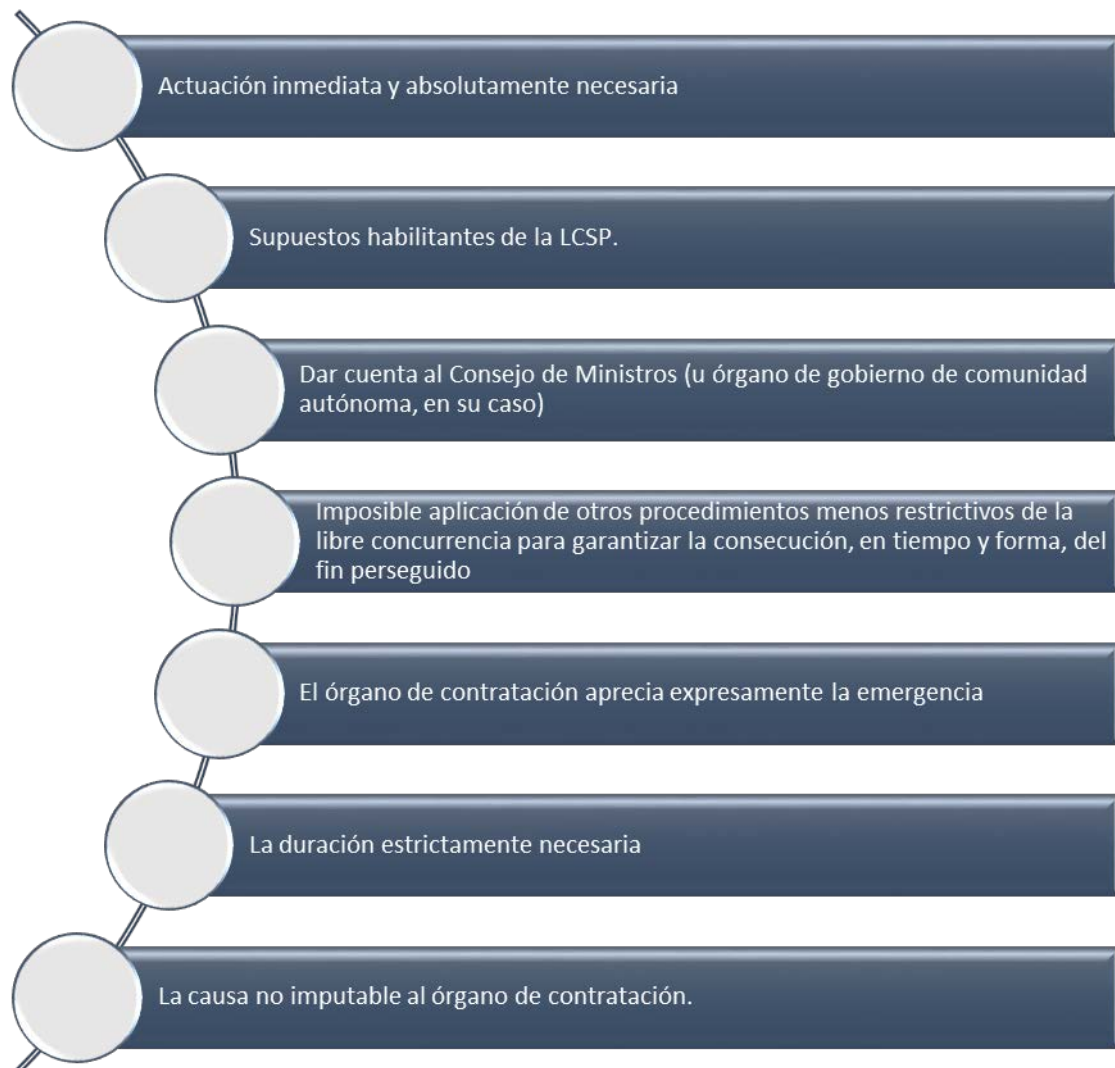 Actuación inmediata y absolutamente necesaria
Supuestos habilitantes de la LCSP.
Dar cuenta al Consejo de Ministros (u órgano de gobierno de comunidad
autónoma, en su caso)
Imposible aplicación de otros procedimientos menos restrictivos de la
libre concurrencia para garantizar la consecución, en tiempo y forma, del
fin perseguido
El órgano de contratación aprecia expresamente la emergencia
La duración estrictamente necesaria
La causa no imputable al órgano de contratación.